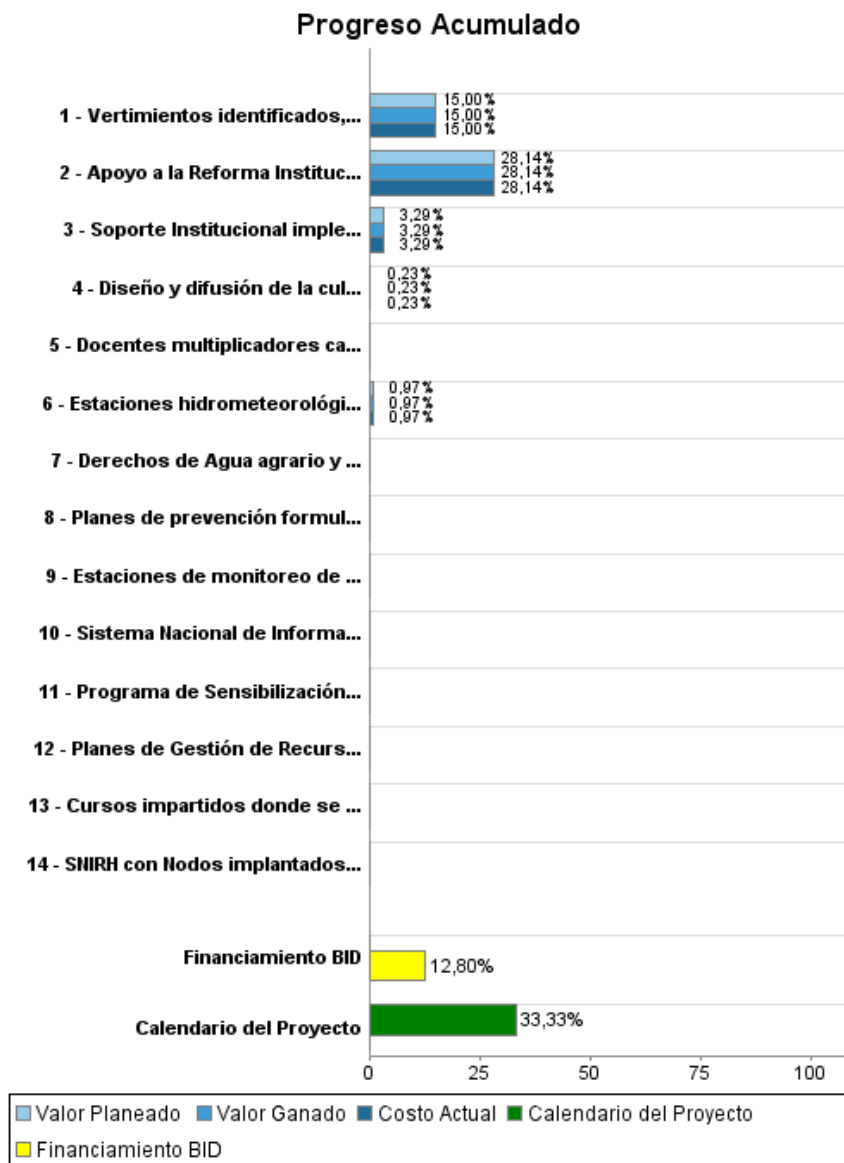 Progreso Acumulado
1 - Vertimientos identificados,...
15,00%
15,00%
15,00%
2 - Apoyo a la Reforma Instituc...
28,14%
28,14%
28,14%
3 - Soporte Institucional imple...
3,29%
3,29%
3,29%
4 - Diseño y difusión de la cul...
0,23%
0,23%
0,23%
5 - Docentes multiplicadores ca...
6 - Estaciones hidrometeorológi...
0,97%
0,97%
0,97%
7 - Derechos de Agua agrario y ...
8 - Planes de prevención formul...
9 - Estaciones de monitoreo de ...
10 - Sistema Nacional de Informa...
11 - Programa de Sensibilización...
12 - Planes de Gestión de Recurs...
13 - Cursos impartidos donde se ...
14 - SNIRH con Nodos implantados...
Financiamiento BID
12,80%
Calendario del Proyecto
33,33%
0 25 50 75 100
Valor Planeado Valor Ganado Costo Actual Calendario del Proyecto
Financiamiento BID